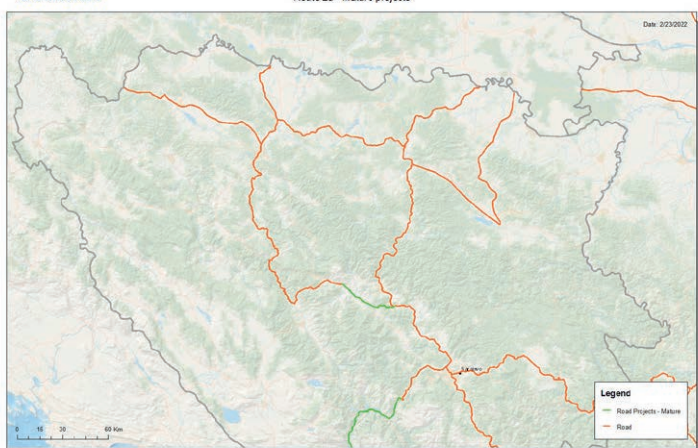 Date: 2/23/2022
0 15 30 60 Km
Legend
Road Projects - Mature
Road